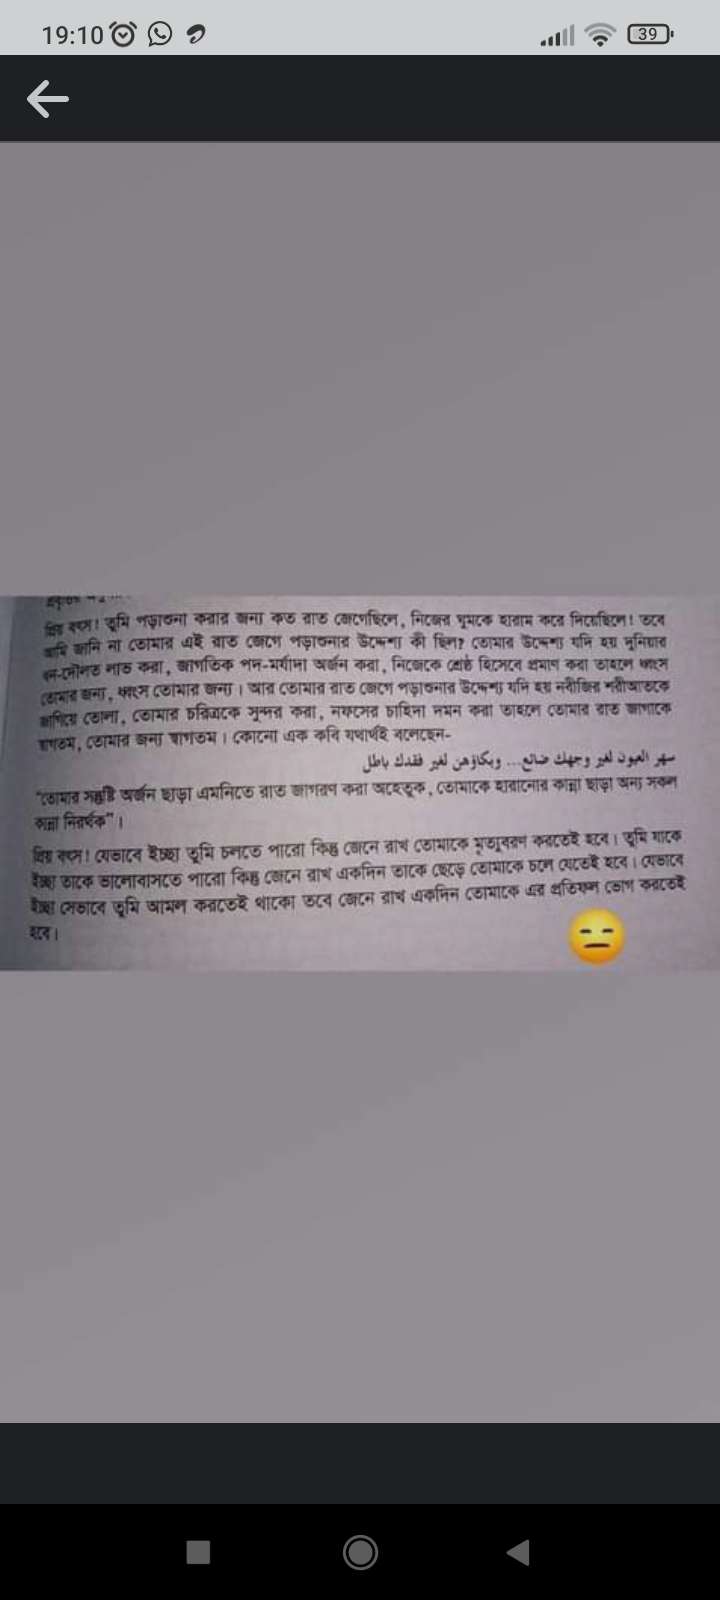 19:10
39
প্রিয় বৎস! তুমি পড়াশুনা করার জন্য কত রাত জেগেছিলে, নিজের ঘুমকে হারাম করে দিয়েছিলে! তবে
আমি জানি না তোমার এই রাত জেগে পড়াশুনার উদ্দেশ্য কী ছিল? তোমার উদ্দেশ্য যদি হয় দুনিয়ার
ধন-দৌলত লাভ করা, জাগতিক পদ-মর্যাদা অর্জন করা, নিজেকে শ্রেষ্ঠ হিসেবে প্রমাণ করা তাহলে ধ্বংস
তোমার জন্য, ধ্বংস তোমার জন্য। আর তোমার রাত জেগে পড়াশুনার উদ্দেশ্য যদি হয় নবীজির শরীআতকে
জাগিয়ে তোলা, তোমার চরিত্রকে সুন্দর করা, নফসের চাহিদা দমন করা তাহলে তোমার রাত জাগাকে
স্বাগতম, তোমার জন্য স্বাগতম। কোনো এক কবি যথার্থই বলেছেন-
سهر العيون لغير وجهك ضائع... وبكاؤهن لغير فقدك باطل
"তোমার সন্তুষ্টি অর্জন ছাড়া এমনিতে রাত জাগরণ করা অহেতুক, তোমাকে হারানোর কান্না ছাড়া অন্য সকল
কান্না নিরর্থক"।
প্রিয় বৎস! যেভাবে ইচ্ছা তুমি চলতে পারো কিন্তু জেনে রাখ তোমাকে মৃত্যুবরণ করতেই হবে। তুমি যাকে
ইচ্ছা তাকে ভালোবাসতে পারো কিন্তু জেনে রাখ একদিন তাকে ছেড়ে তোমাকে চলে যেতেই হবে। যেভাবে
ইচ্ছা সেভাবে তুমি আমল করতেই থাকো তবে জেনে রাখ একদিন তোমাকে এর প্রতিফল ভোগ করতেই
হবে।